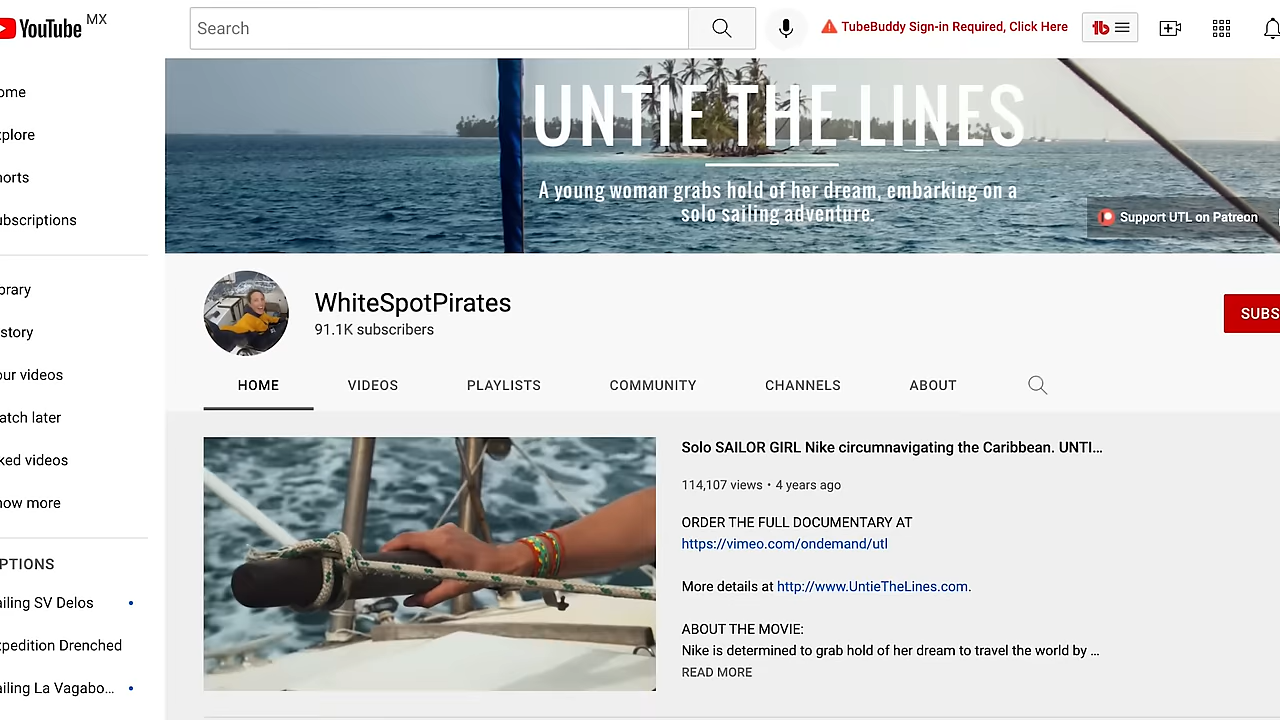 YouTube MX
Search
TubeBuddy Sign-in Required, Click Here
tb
ome
xplore
horts
ubscriptions
brary
story
our videos
atch later
ked videos
how more
PTIONS
ailing SV Delos
xpedition Drenched
ailing La Vagabo...
UNTIE THE LINES
A young woman grabs hold of her dream, embarking on a
solo sailing adventure.
Support UTL on Patreon
WhiteSpotPirates
91.1K subscribers
SUBS
HOME VIDEOS PLAYLISTS COMMUNITY CHANNELS ABOUT
Solo SAILOR GIRL Nike circumnavigating the Caribbean. UNTI...
114,107 views • 4 years ago
ORDER THE FULL DOCUMENTARY AT
https://vimeo.com/ondemand/utl
More details at http://www.UntieTheLines.com.
ABOUT THE MOVIE:
Nike is determined to grab hold of her dream to travel the world by ...
READ MORE